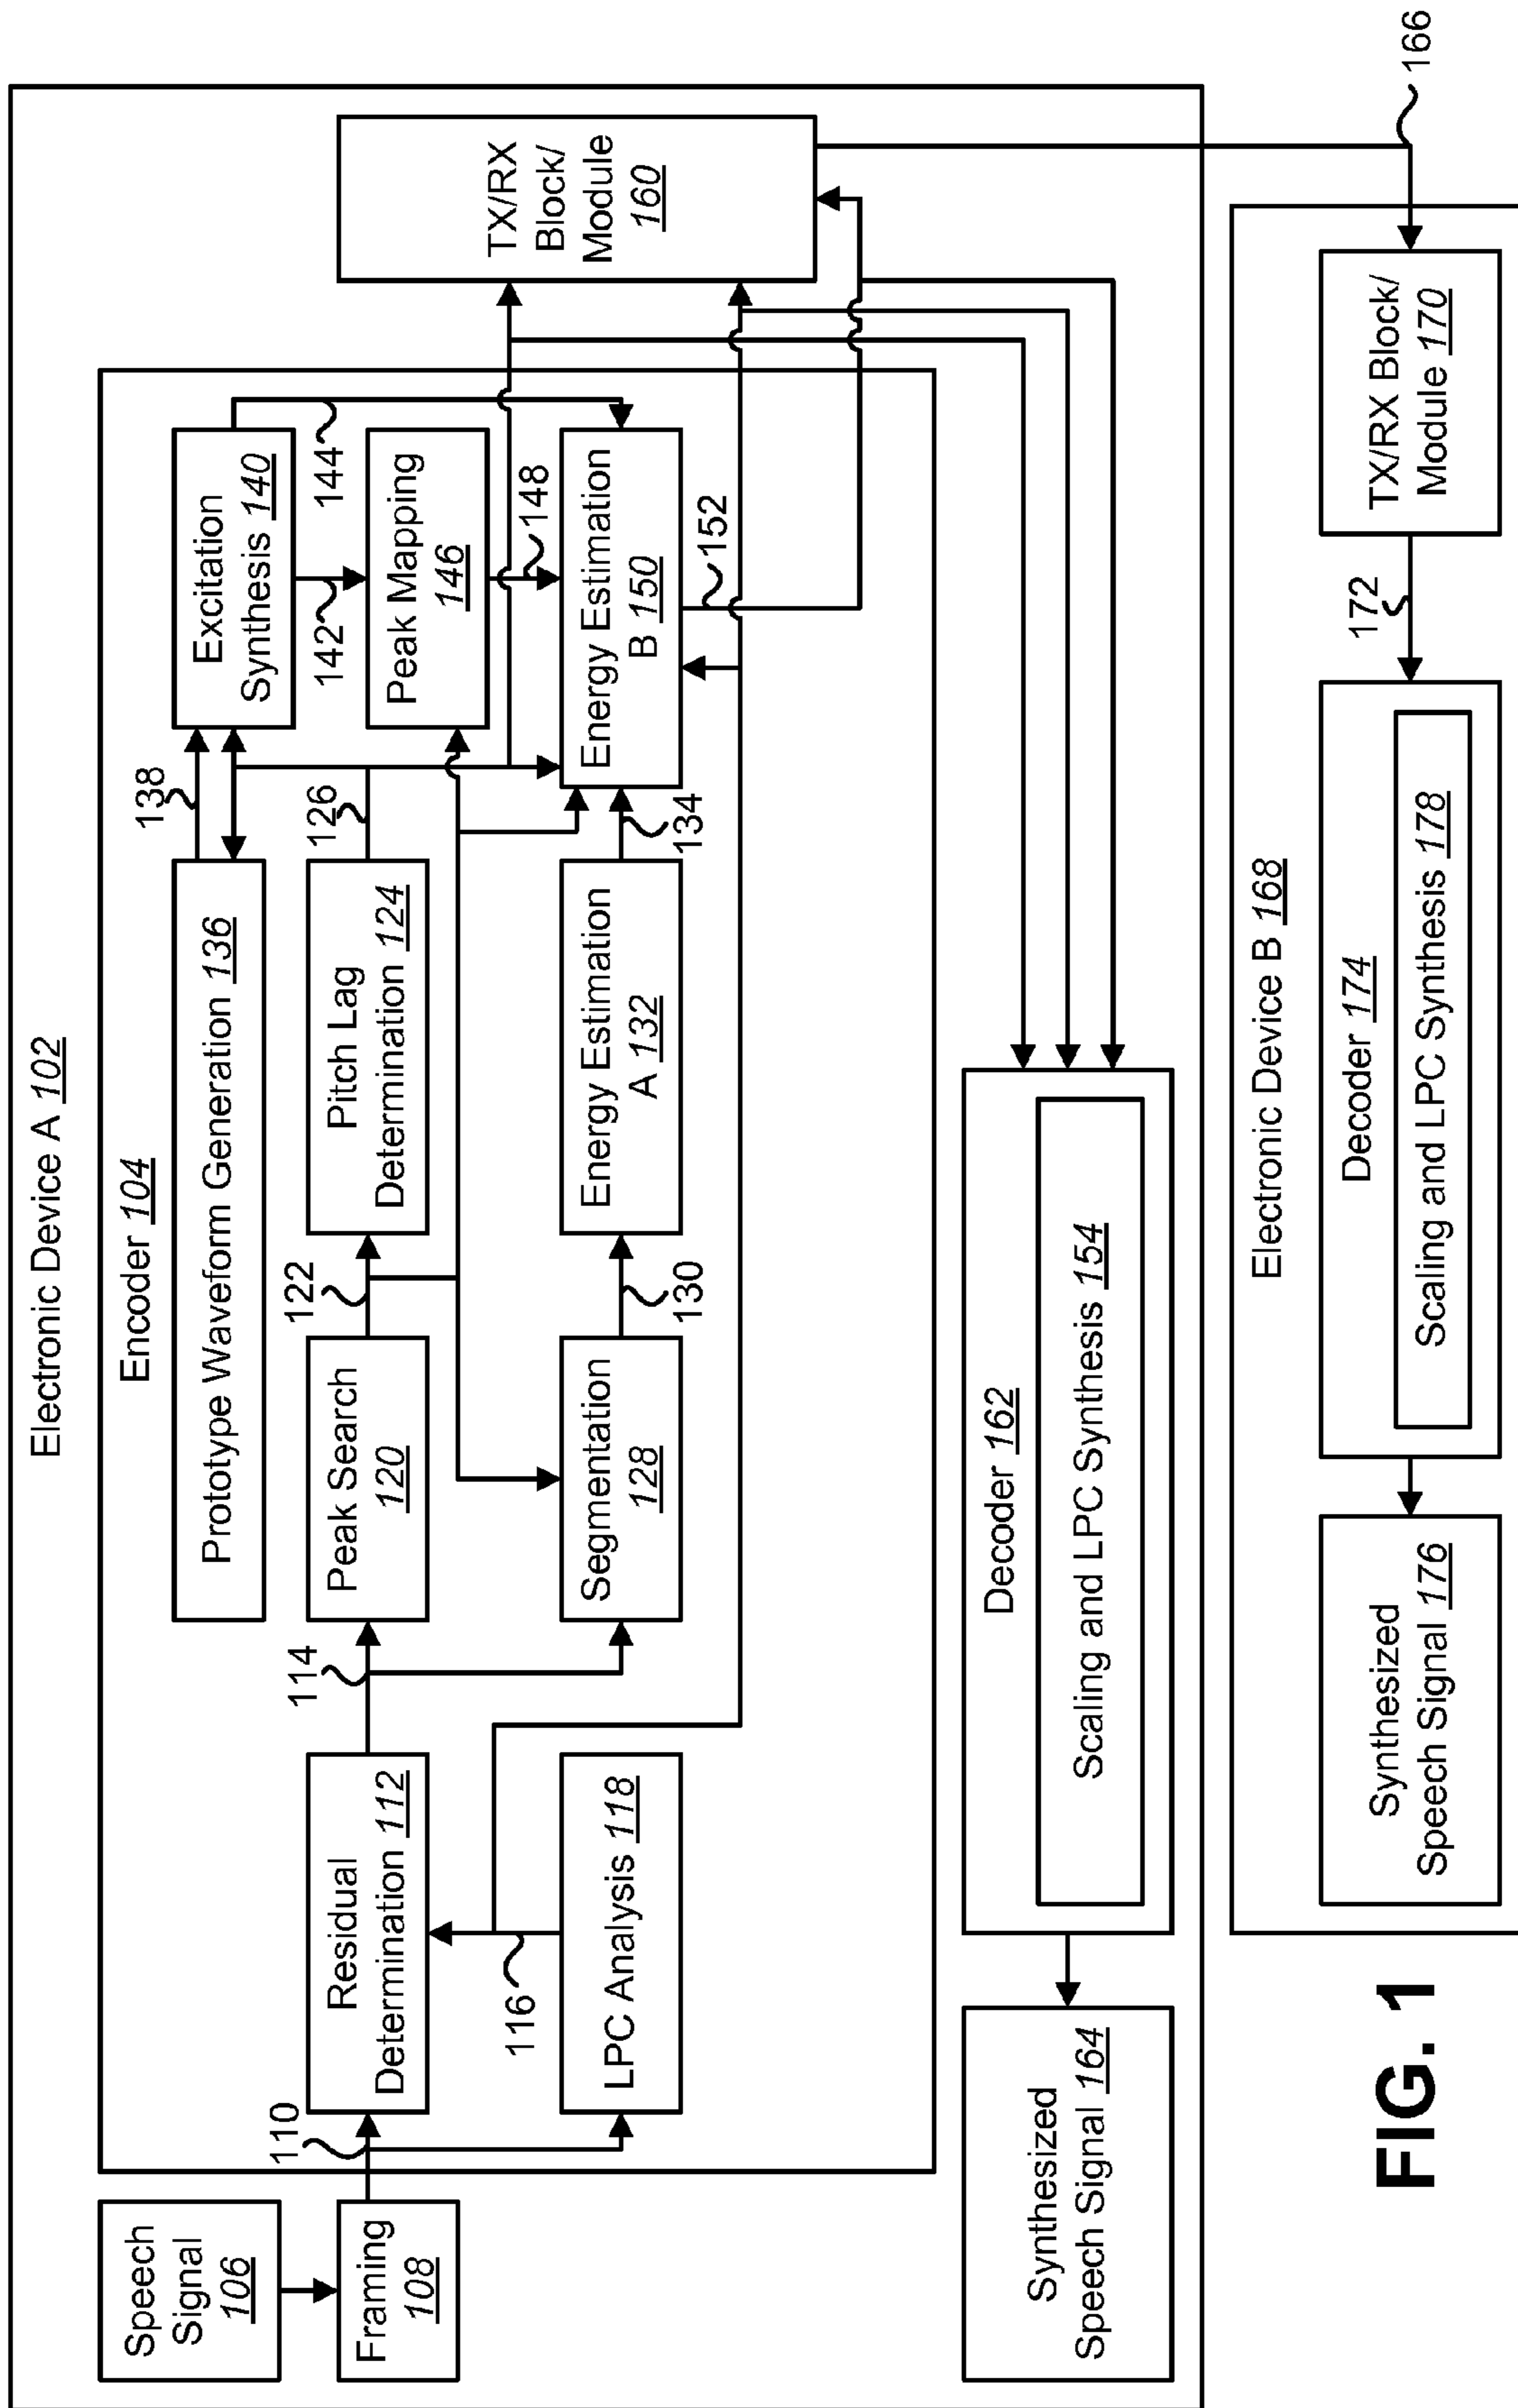 Electronic Device A 102
Speech
Signal
106
Framing
108
Encoder 104
Prototype Waveform Generation 136
138
Excitation
Synthesis 140
144
142
110
Residual
Determination 112
114
Peak Search
120
122
Pitch Lag
Determination 124
126
Peak Mapping
146
148
116
LPC Analysis 118
Segmentation
128
130
Energy Estimation
A 132
134
Energy Estimation
B 150
152
TX/RX
Block/
Module
160
Synthesized
Speech Signal 164
Decoder 162
Scaling and LPC Synthesis 154
166
Electronic Device B 168
Synthesized
Speech Signal 176
Decoder 174
Scaling and LPC Synthesis 178
172
TX/RX Block/
Module 170
FIG. 1